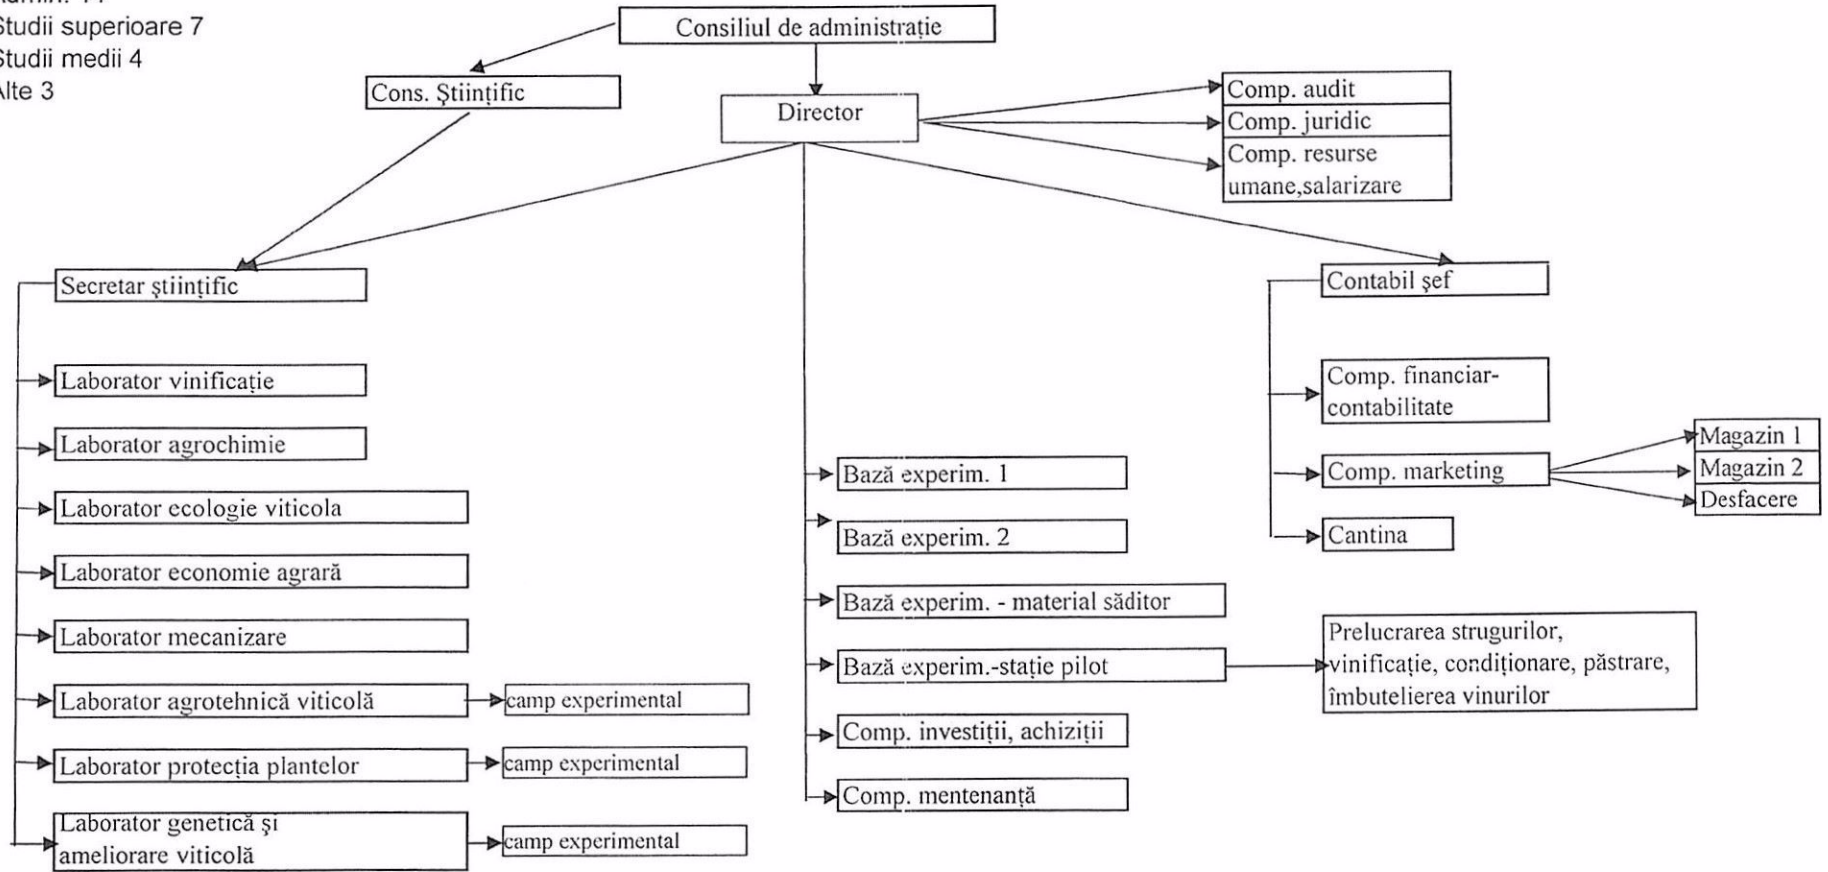 Studii superioare 7
Studii medii 4
Alte 3
Consiliul de administrație
Cons. Științific
Director
Comp. audit
Comp. juridic
Comp. resurse
umane,salarizare
Secretar științific
Contabil șef
Laborator vinificație
Laborator agrochimie
Laborator ecologie viticola
Laborator economie agrară
Laborator mecanizare
Laborator agrotehnică viticolă
camp experimental
Laborator protecția plantelor
camp experimental
Laborator genetică și
ameliorare viticolă
camp experimental
Bază experim. 1
Bază experim. 2
Bază experim. - material săditor
Bază experim.-stație pilot
Comp. investiții, achiziții
Comp. mentenanță
Prelucrarea strugurilor,
vinificație, condiționare, păstrare,
îmbutelierea vinurilor
Comp. financiar-
contabilitate
Comp. marketing
Cantina
Magazin 1
Magazin 2
Desfacere